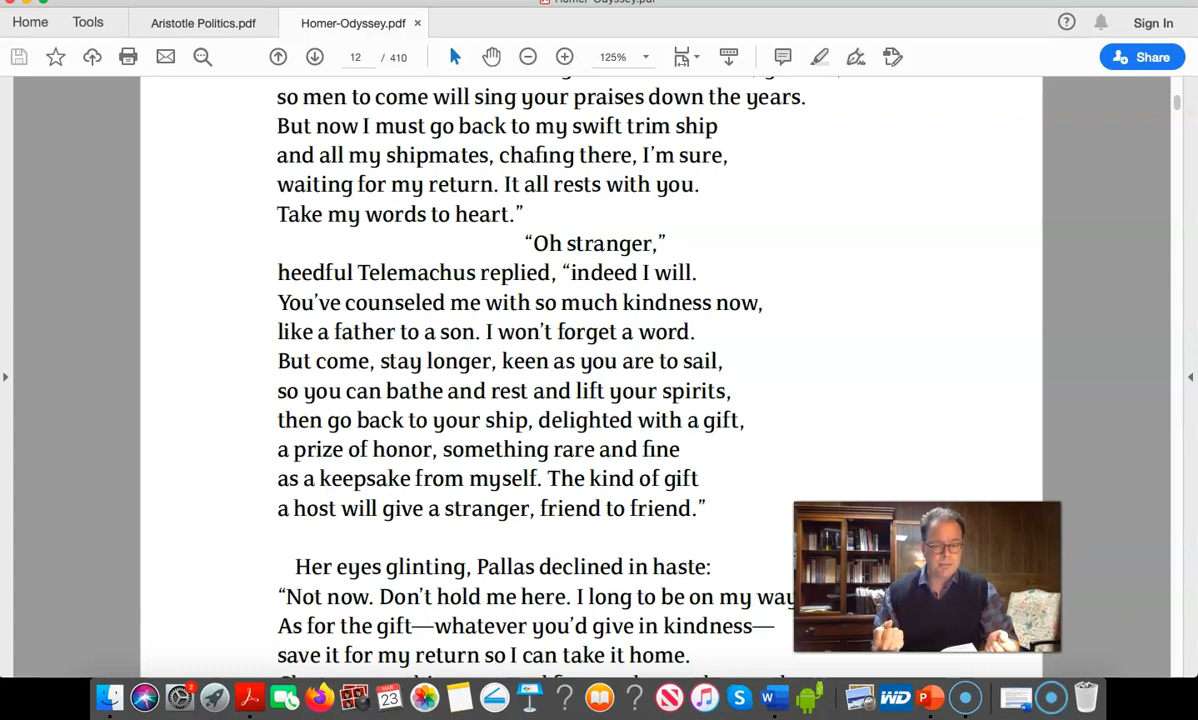 Homer-Odyssey.pdf
Home
Tools
Aristotle Politics.pdf
Homer-Odyssey.pdf ×
Sign In
12 / 410
125%
Share
so men to come will sing your praises down the years.
But now I must go back to my swift trim ship
and all my shipmates, chafing there, I'm sure,
waiting for my return. It all rests with you.
Take my words to heart.”
“Oh stranger,”
heedful Telemachus replied, “indeed I will.
You've counseled me with so much kindness now,
like a father to a son. I won't forget a word.
But come, stay longer, keen as you are to sail,
so you can bathe and rest and lift your spirits,
then go back to your ship, delighted with a gift,
a prize of honor, something rare and fine
as a keepsake from myself. The kind of gift
a host will give a stranger, friend to friend.”
Her eyes glinting, Pallas declined in haste:
“Not now. Don't hold me here. I long to be on my way
As for the gift—whatever you'd give in kindness—
save it for my return so I can take it home.
MAR
23
2
WD